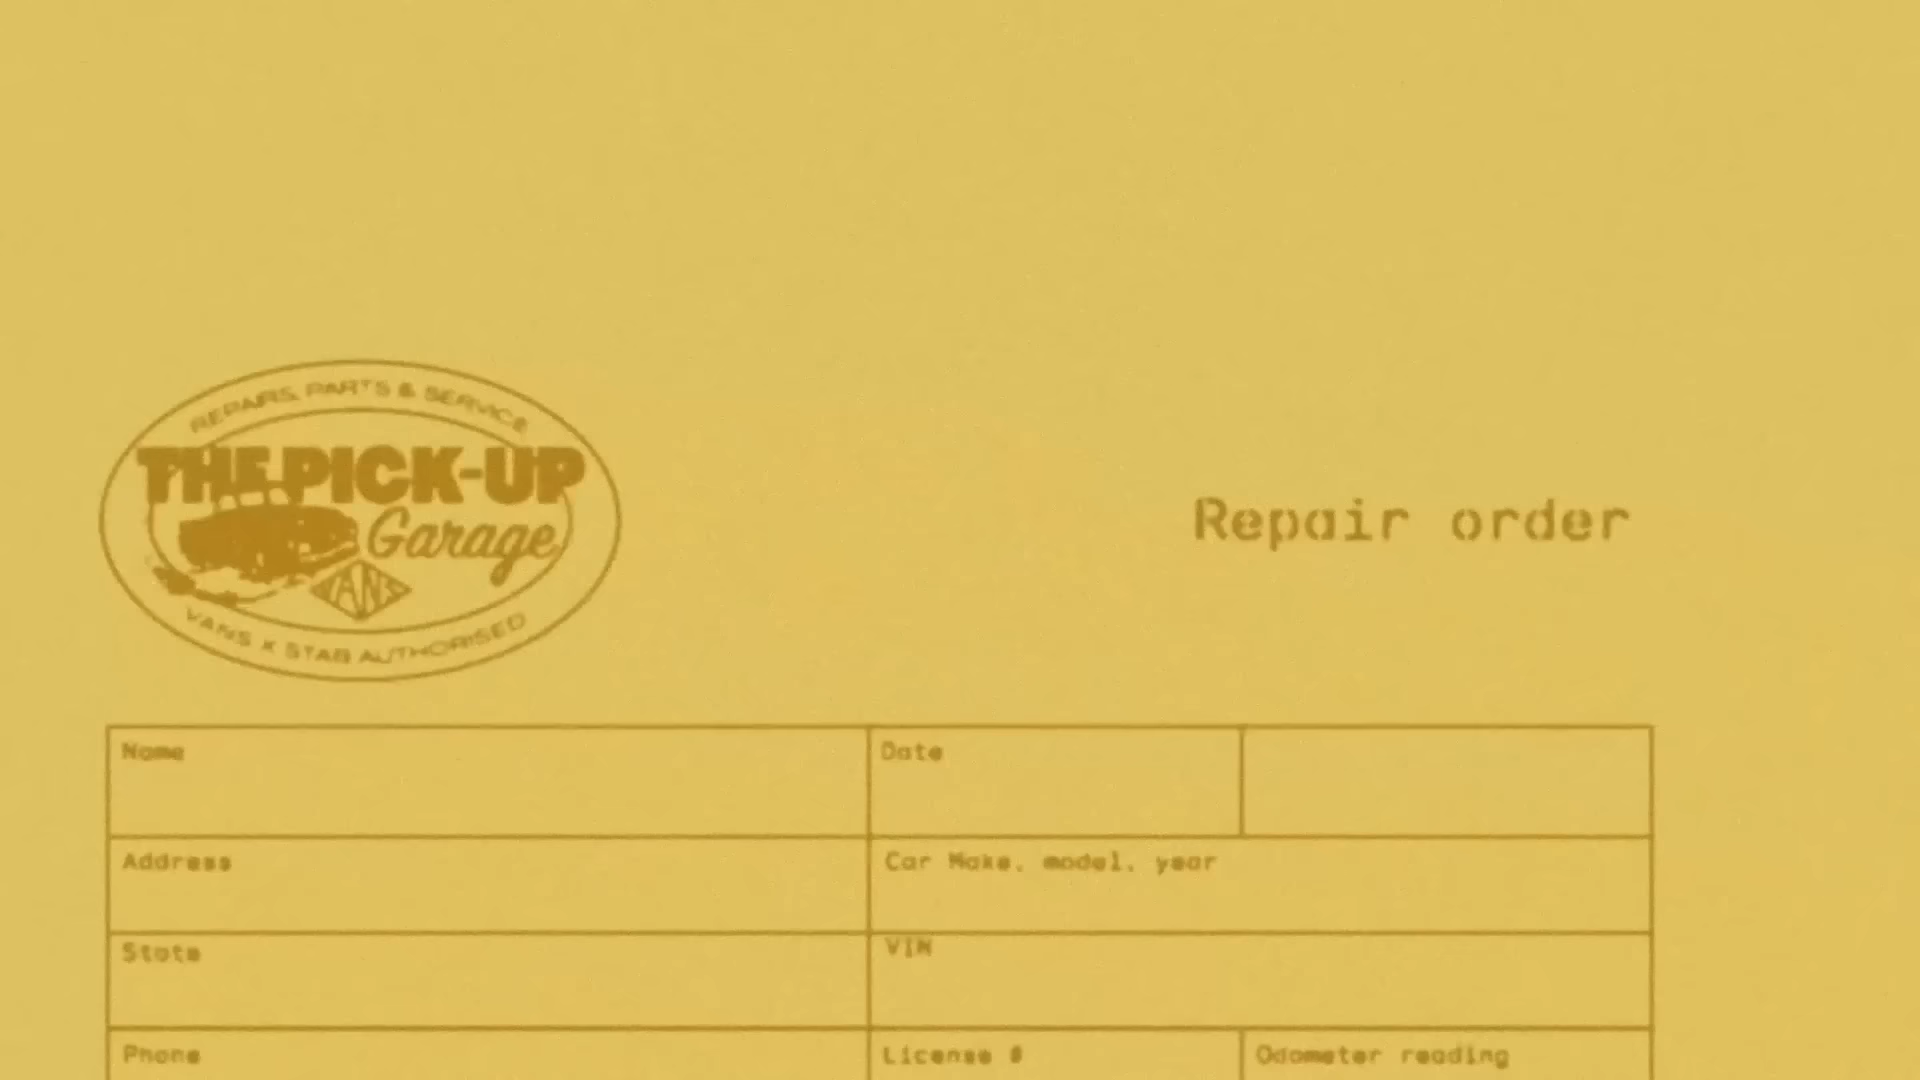 REPAIRS, PARTS & SERVICE
THE PICK-UP
Garage
VANS
VANS X STAB AUTHORISED
Repair order
Name
Date
Address
Car Make, model, year
State
VIN
Phone
License #
Odometer reading